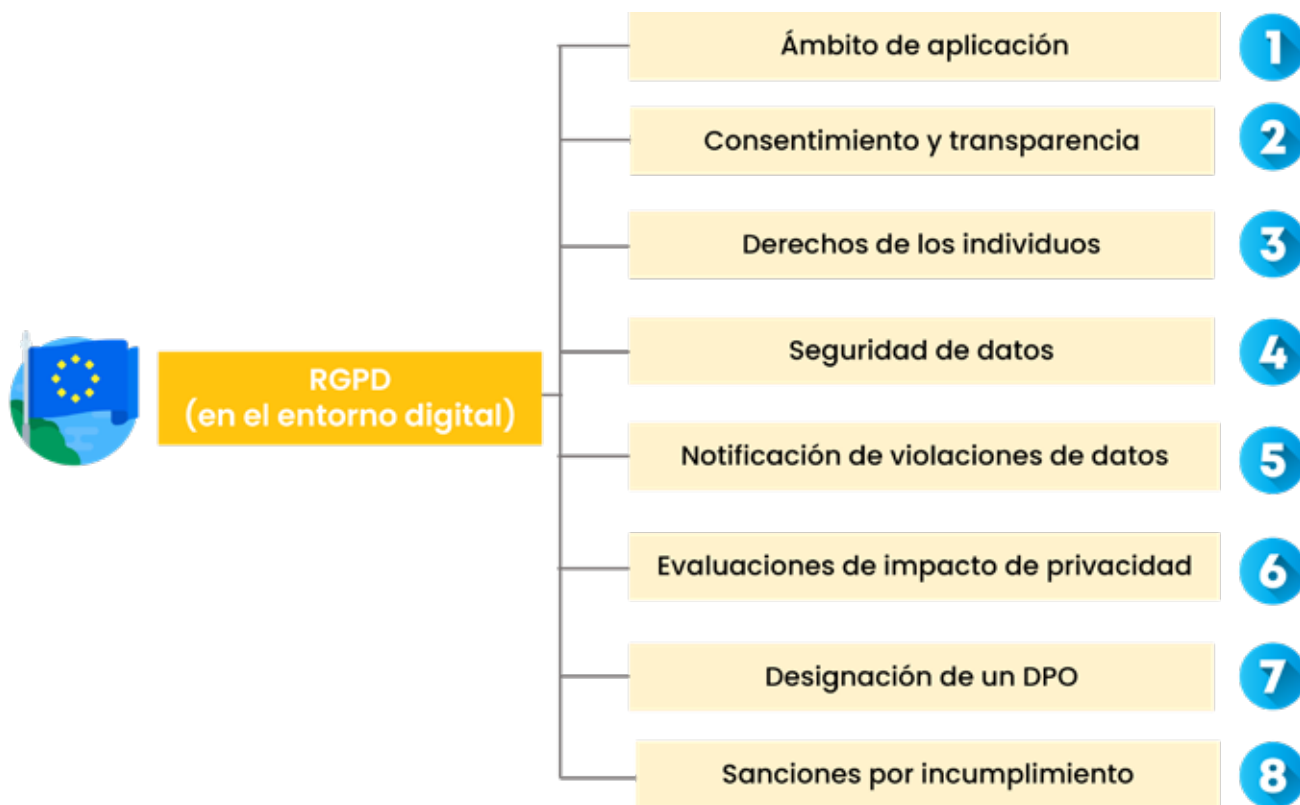 Ámbito de aplicación
1
Consentimiento y transparencia
2
Derechos de los individuos
3
RGPD
(en el entorno digital)
Seguridad de datos
4
Notificación de violaciones de datos
5
Evaluaciones de impacto de privacidad
6
Designación de un DPO
7
Sanciones por incumplimiento
8